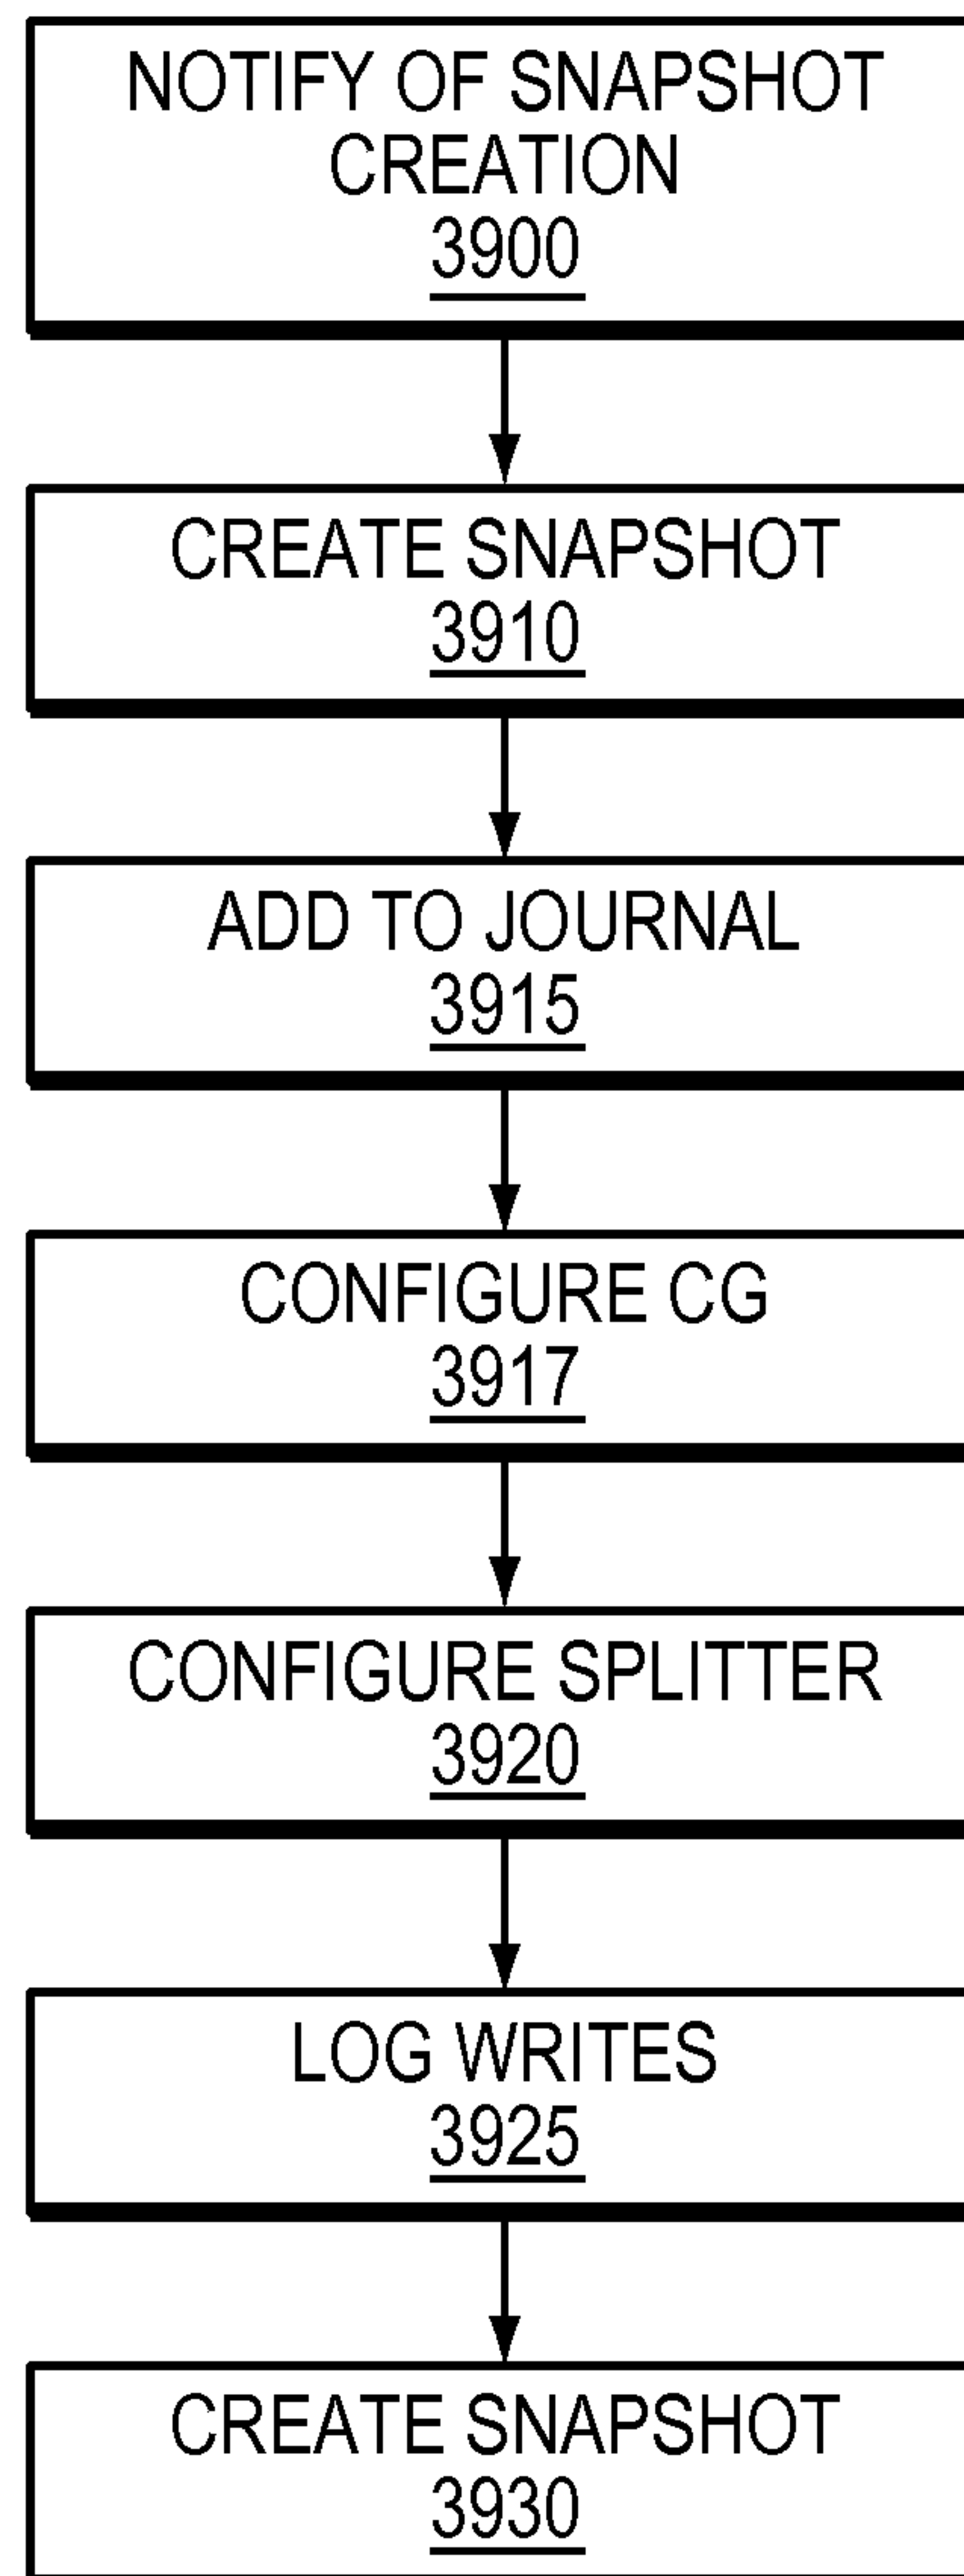 NOTIFY OF SNAPSHOT
CREATION
3900
CREATE SNAPSHOT
3910
ADD TO JOURNAL
3915
CONFIGURE CG
3917
CONFIGURE SPLITTER
3920
LOG WRITES
3925
CREATE SNAPSHOT
3930